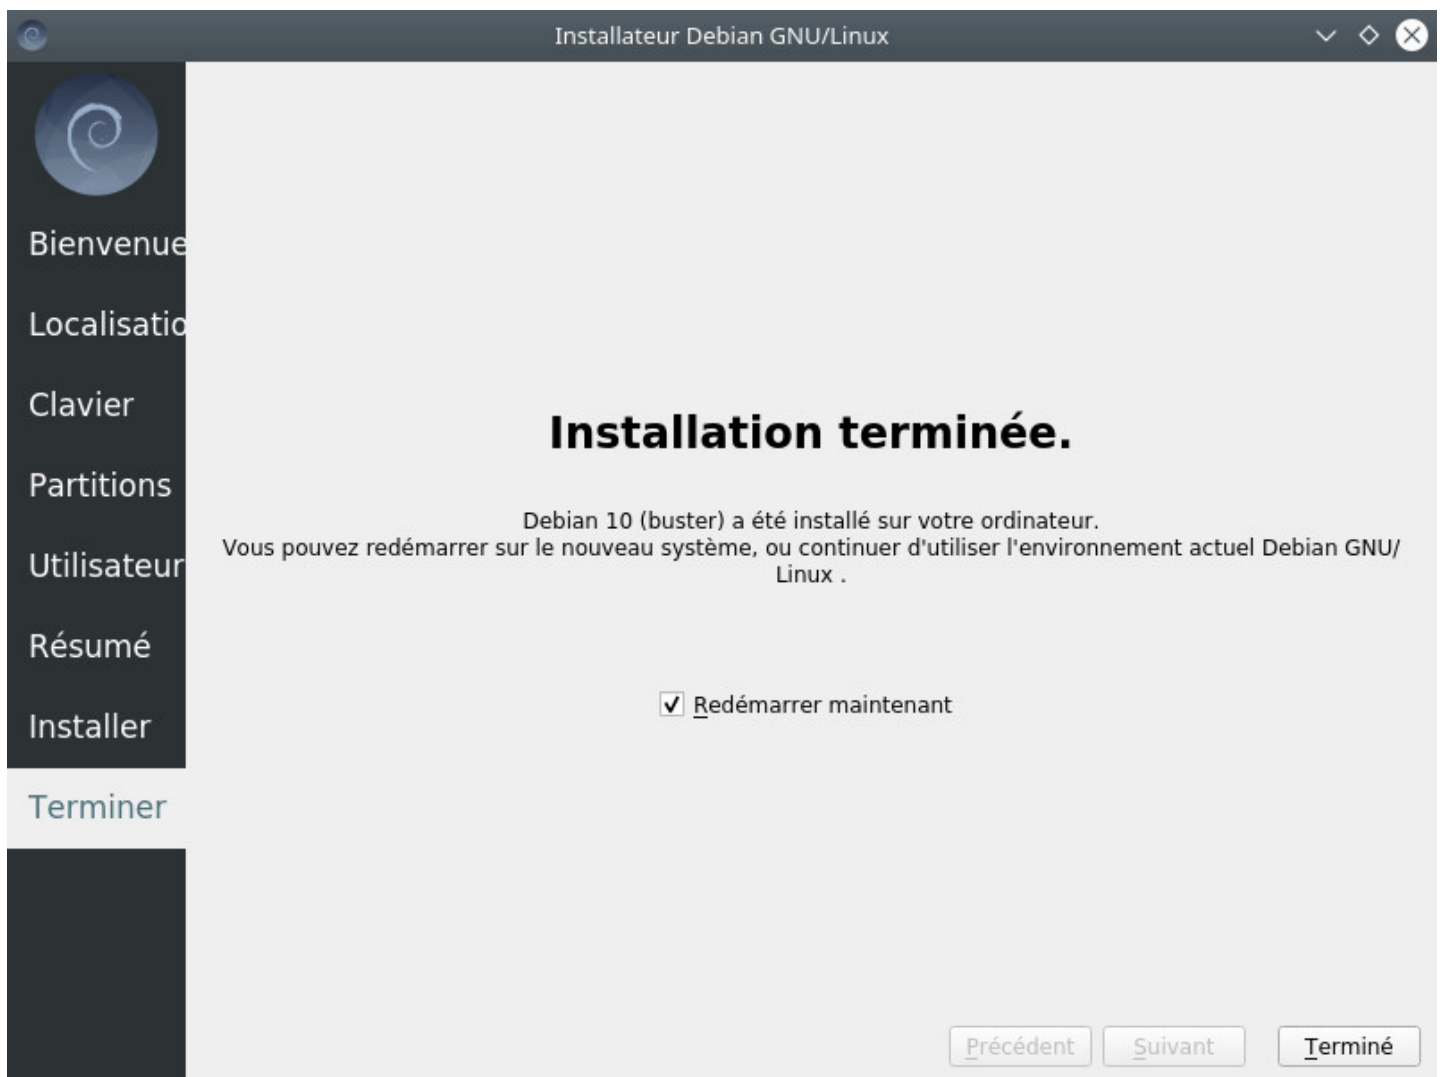 Installateur Debian GNU/Linux
Bienvenue
Localisatio
Clavier
Partitions
Utilisateur
Résumé
Installer
Terminer
Installation terminée.
Debian 10 (buster) a été installé sur votre ordinateur.
Vous pouvez redémarrer sur le nouveau système, ou continuer d'utiliser l'environnement actuel Debian GNU/
Linux .
Redémarrer maintenant
Précédent
Suivant
Terminé